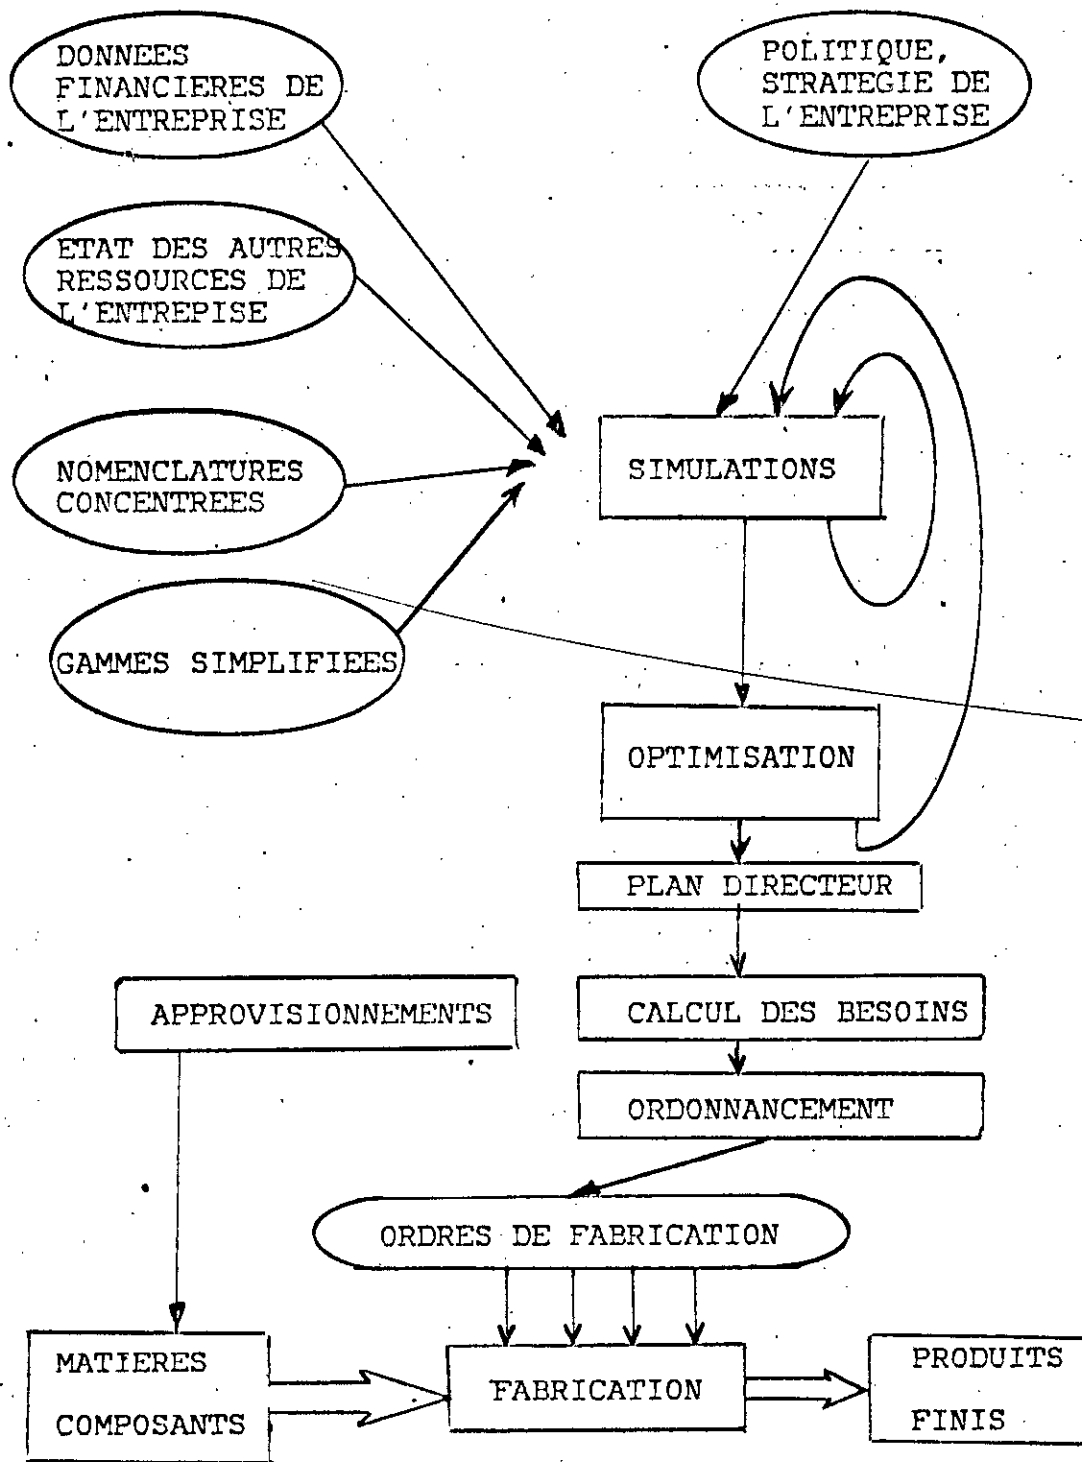 DONNEES
FINANCIERES DE
L'ENTREPRISE
POLITIQUE,
STRATEGIE DE
L'ENTREPRISE
ETAT DES AUTRES
RESSOURCES DE
L'ENTREPISE
NOMENCLATURES
CONCENTREES
SIMULATIONS
GAMMES SIMPLIFIEES
OPTIMISATION
PLAN DIRECTEUR
APPROVISIONNEMENTS
CALCUL DES BESOINS
ORDONNANCEMENT
ORDRES DE FABRICATION
MATIERES
COMPOSANTS
FABRICATION
PRODUITS
FINIS